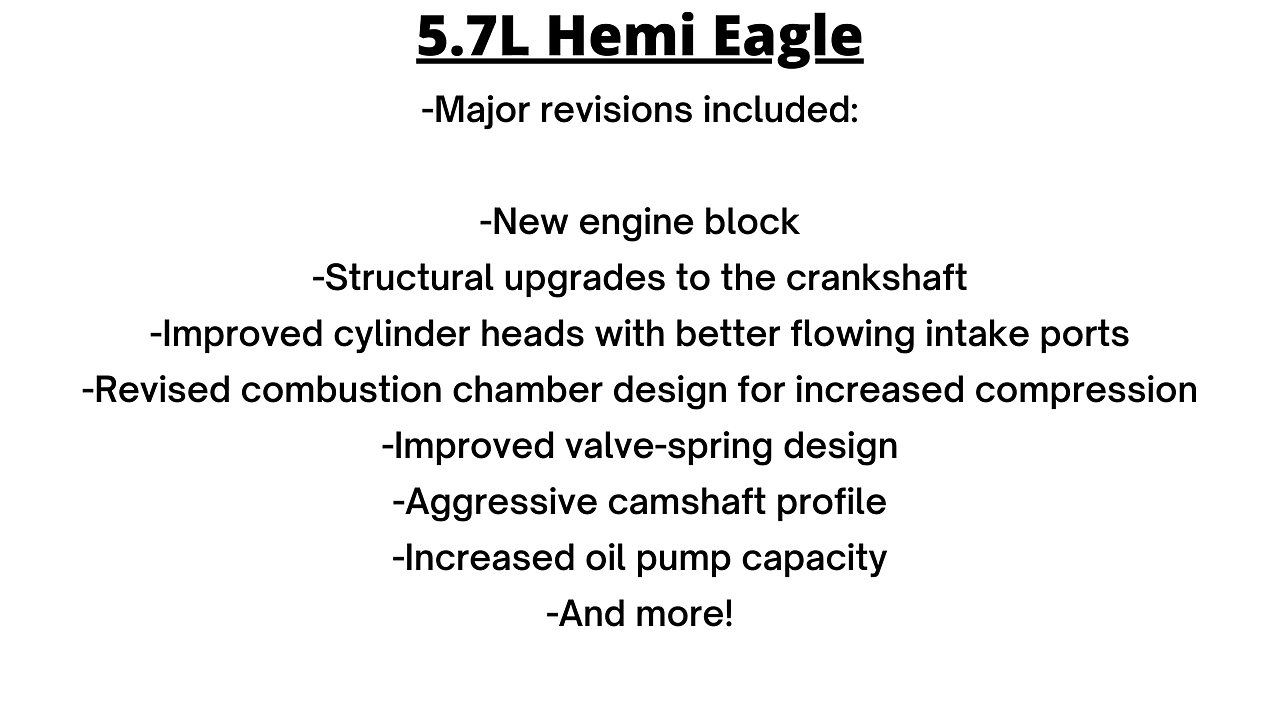 5.7L Hemi Eagle
-Major revisions included:
-New engine block
-Structural upgrades to the crankshaft
-Improved cylinder heads with better flowing intake ports
-Revised combustion chamber design for increased compression
-Improved valve-spring design
-Aggressive camshaft profile
-Increased oil pump capacity
-And more!